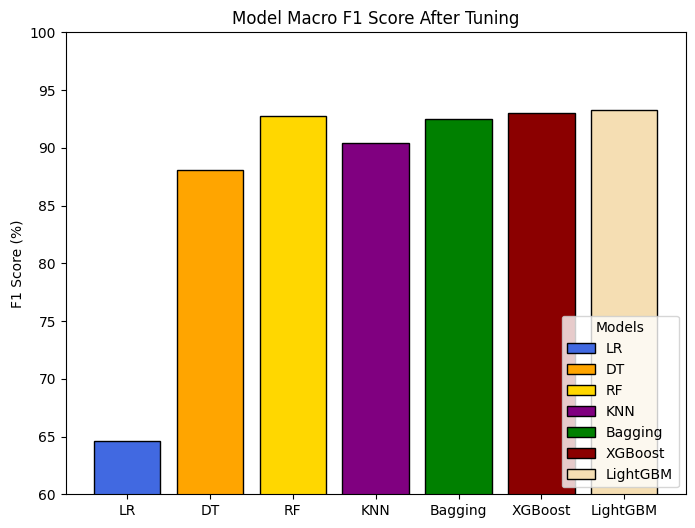 Model Macro F1 Score After Tuning
F1 Score (%)
100
95
90
85
80
75
70
65
60
LR
DT
RF
KNN
Bagging
XGBoost
LightGBM
Models
LR
DT
RF
KNN
Bagging
XGBoost
LightGBM